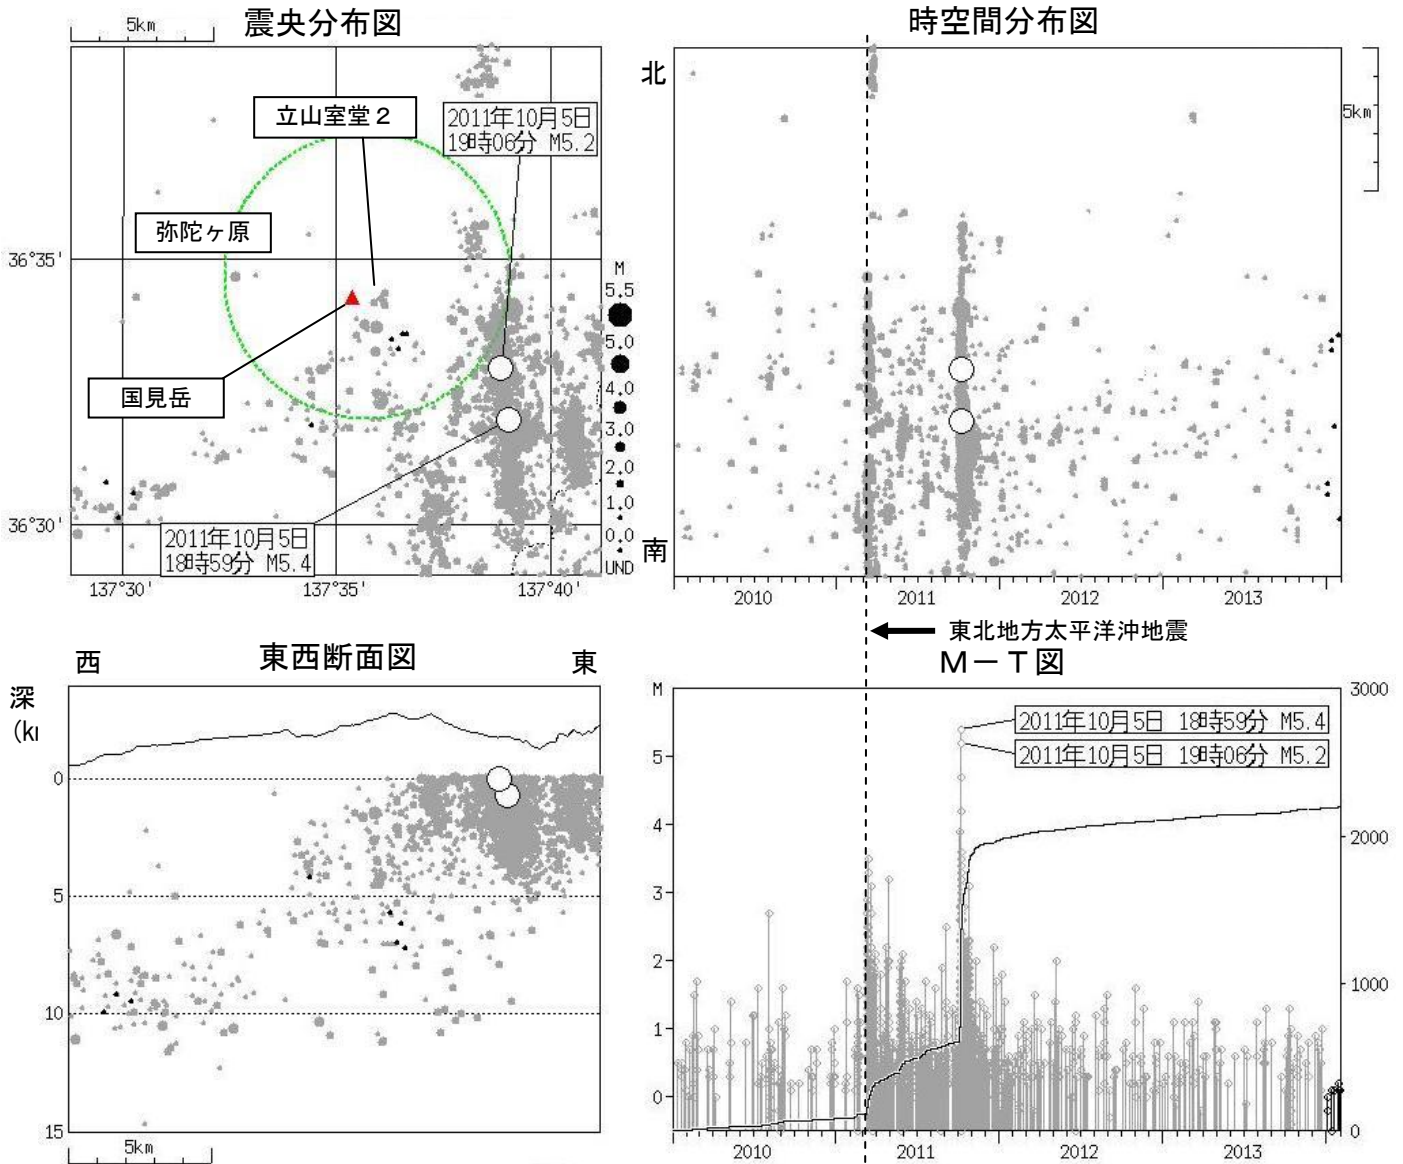 5km
震央分布図
立山室堂２
2011年10月5日
19時06分 M5.2
弥陀ヶ原
36°35'
国見岳
36°30'
2011年10月5日
18時59分 M5.4
137°30'
137°35'
137°40'
M
5.5
5.0
4.0
3.0
2.0
1.0
0.0
UND
時空間分布図
北
5km
南
2010
2011
2012
2013
東北地方太平洋沖地震
東西断面図
西
東
深
(k
0
5
10
15
5km
Ｍ－Ｔ図
M
5
4
3
2
1
0
3000
2000
1000
0
2011年10月5日 18時59分 M5.4
2011年10月5日 19時06分 M5.2
2010
2011
2012
2013